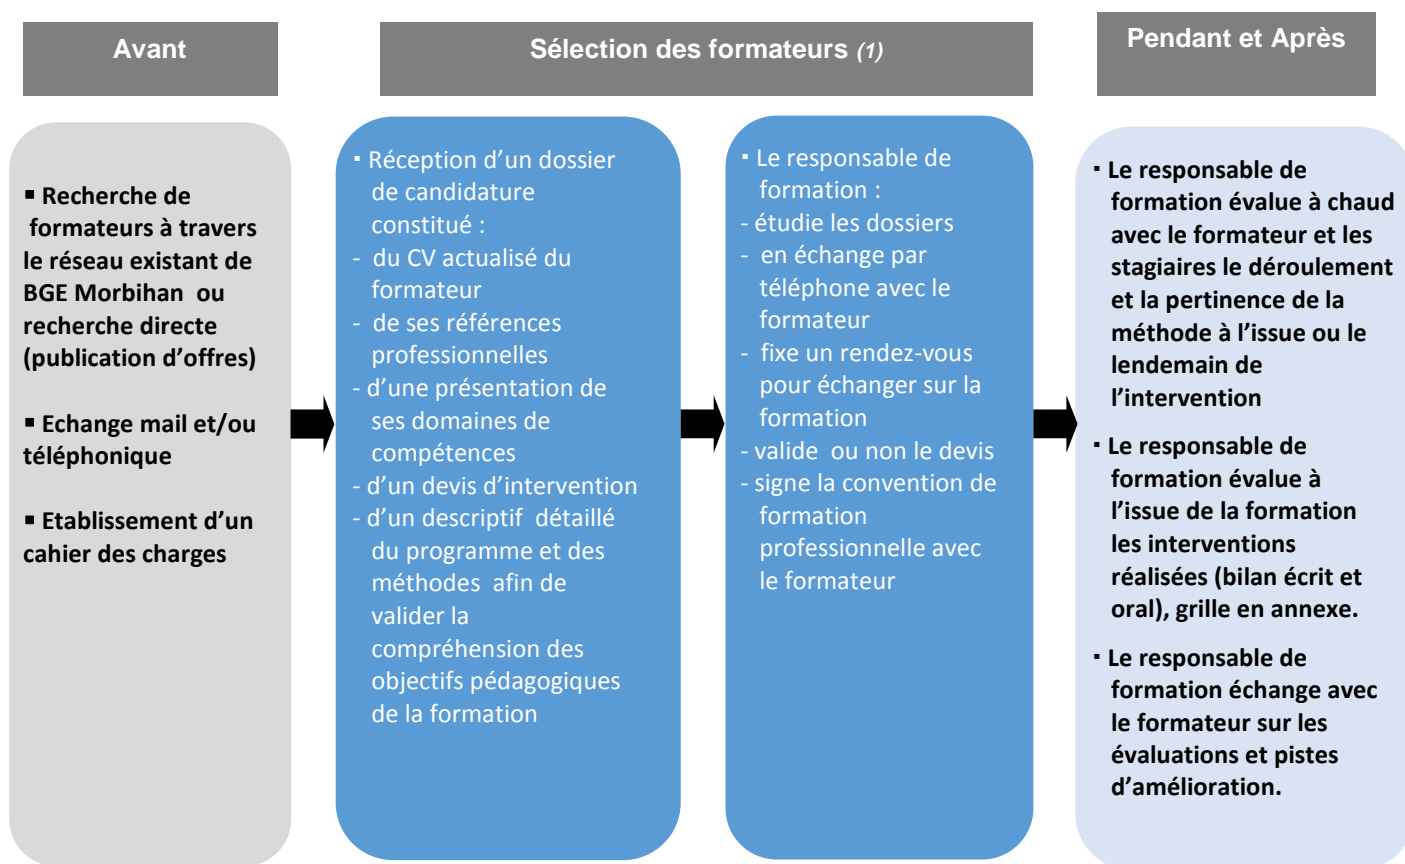 Avant
Sélection des formateurs (1)
Pendant et Après
▪ Recherche de
formateurs à travers
le réseau existant de
BGE Morbihan ou
recherche directe
(publication d’offres)
▪ Echange mail et/ou
téléphonique
▪ Etablissement d’un
cahier des charges
▪ Réception d’un dossier
de candidature
constitué :
- du CV actualisé du
formateur
- de ses références
professionnelles
- d’une présentation de
ses domaines de
compétences
- d’un devis d’intervention
- d’un descriptif détaillé
du programme et des
méthodes afin de
valider la
compréhension des
objectifs pédagogiques
de la formation
▪ Le responsable de
formation :
- étudie les dossiers
- en échange par
téléphone avec le
formateur
- fixe un rendez-vous
pour échanger sur la
formation
- valide ou non le devis
- signe la convention de
formation
professionnelle avec
le formateur
▪ Le responsable de
formation évalue à chaud
avec le formateur et les
stagiaires le déroulement
et la pertinence de la
méthode à l’issue ou le
lendemain de
l’intervention
▪ Le responsable de
formation évalue à
l’issue de la formation
les interventions
réalisées (bilan écrit et
oral), grille en annexe.
▪ Le responsable de
formation échange avec
le formateur sur les
évaluations et pistes
d’amélioration.